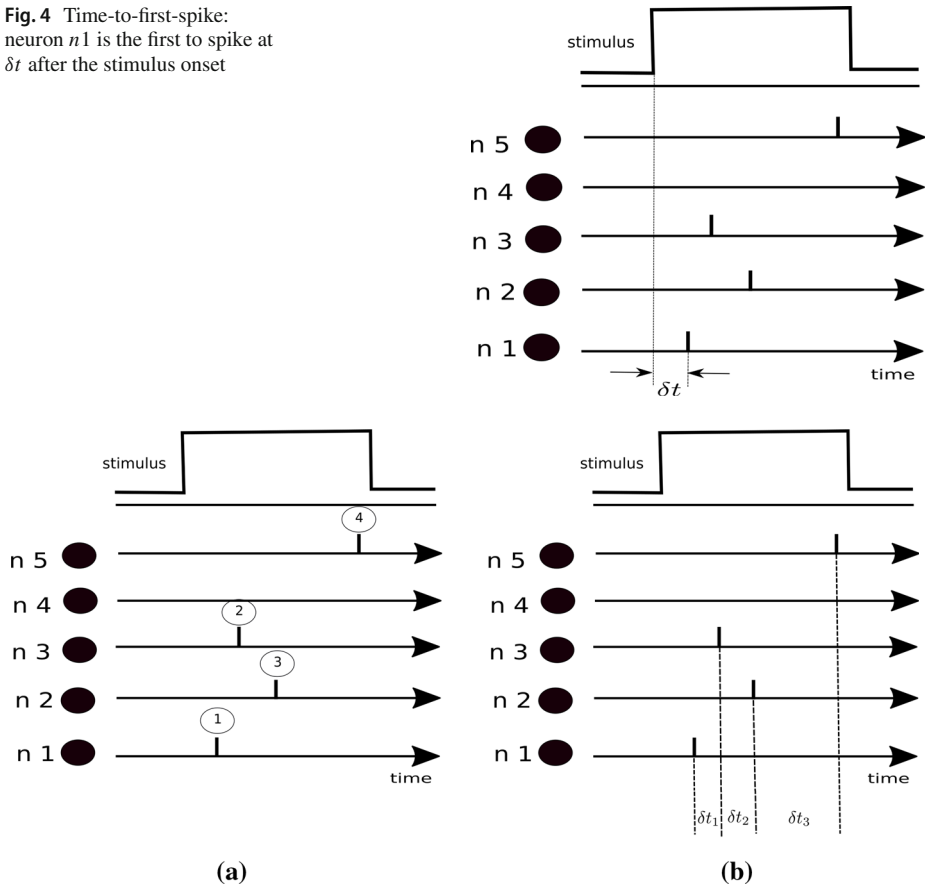 Fig. 4 Time-to-first-spike:
neuron n1 is the first to spike at
δt after the stimulus onset
stimulus
n 5
n 4
n 3
n 2
n 1
time
δt
stimulus
4
n 5
n 4
2
n 3
3
n 2
1
n 1
time
(a)
stimulus
n 5
n 4
n 3
n 2
n 1
time
δt₁ δt₂ δt₃
(b)